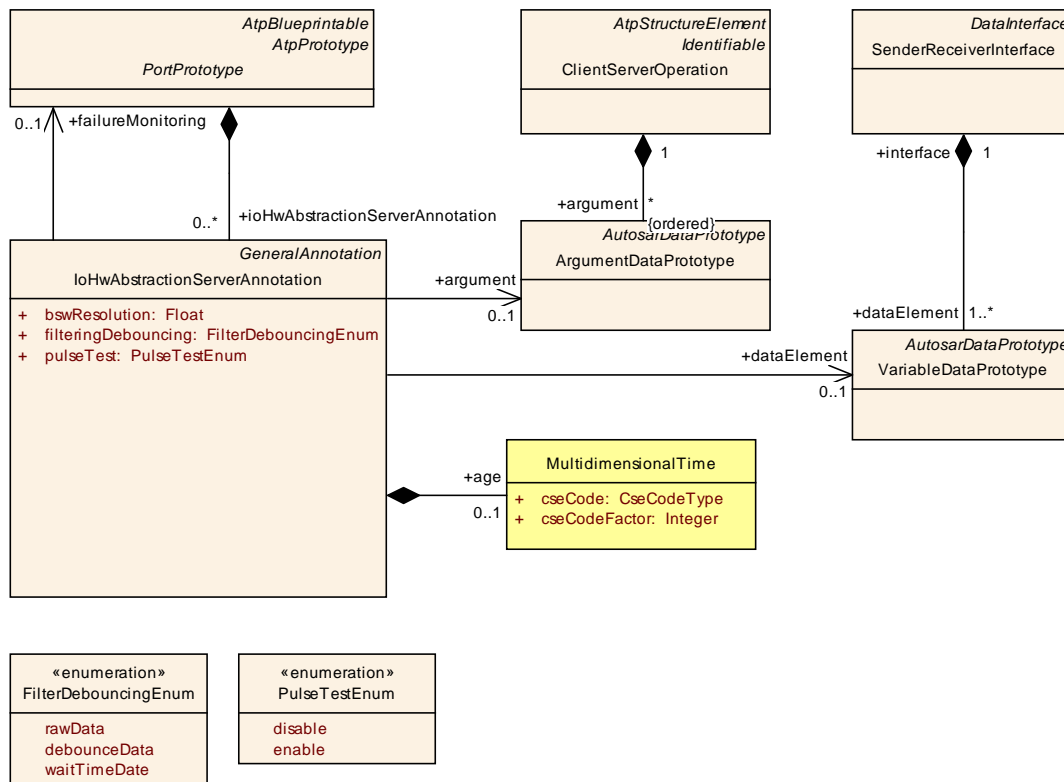 AtpBlueprintable
AtpPrototype
PortPrototype
AtpStructureElement
Identifiable
ClientServerOperation
DataInterface
SenderReceiverInterface
0..1
+failureMonitoring
0..*
+ioHwAbstractionServerAnnotation
1
+argument
*
{ordered}
+interface
1
GeneralAnnotation
IoHwAbstractionServerAnnotation
+ bswResolution: Float
+ filteringDebouncing: FilterDebouncingEnum
+ pulseTest: PulseTestEnum
+argument
0..1
AutosarDataPrototype
ArgumentDataPrototype
+dataElement
1..*
+dataElement
0..1
AutosarDataPrototype
VariableDataPrototype
+age
0..1
MultidimensionalTime
+ cseCode: CseCodeType
+ cseCodeFactor: Integer
«enumeration»
FilterDebouncingEnum
rawData
debounceData
waitTimeDate
«enumeration»
PulseTestEnum
disable
enable